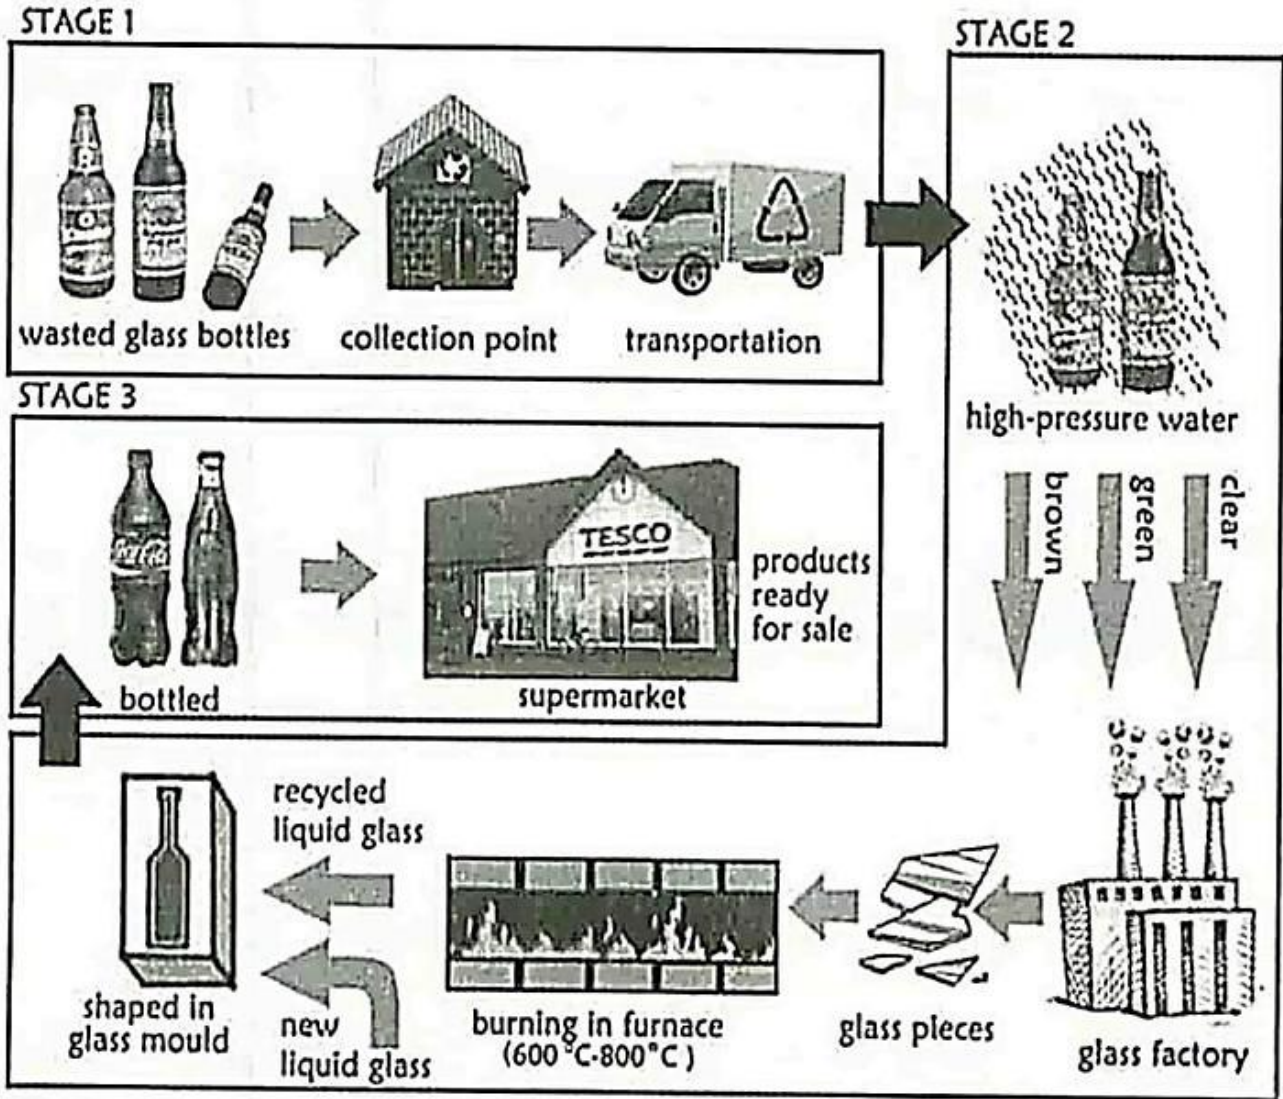 STAGE 1
wasted glass bottles
collection point
transportation
STAGE 2
high-pressure water
brown
green
clear
glass factory
glass pieces
burning in furnace
(600°C-800°C)
recycled
liquid glass
new
liquid glass
shaped in
glass mould
STAGE 3
Coca-Cola
bottled
TESCO
supermarket
products
ready
for sale